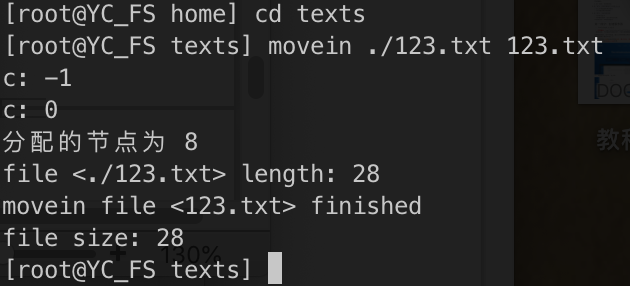 [root@YC_FS home] cd texts
[root@YC_FS texts] movein ./123.txt 123.txt
c: -1
c: 0
分配的节点为 8
file <./123.txt> length: 28
movein file <123.txt> finished
file size: 28
[root@YC_FS texts]
130%